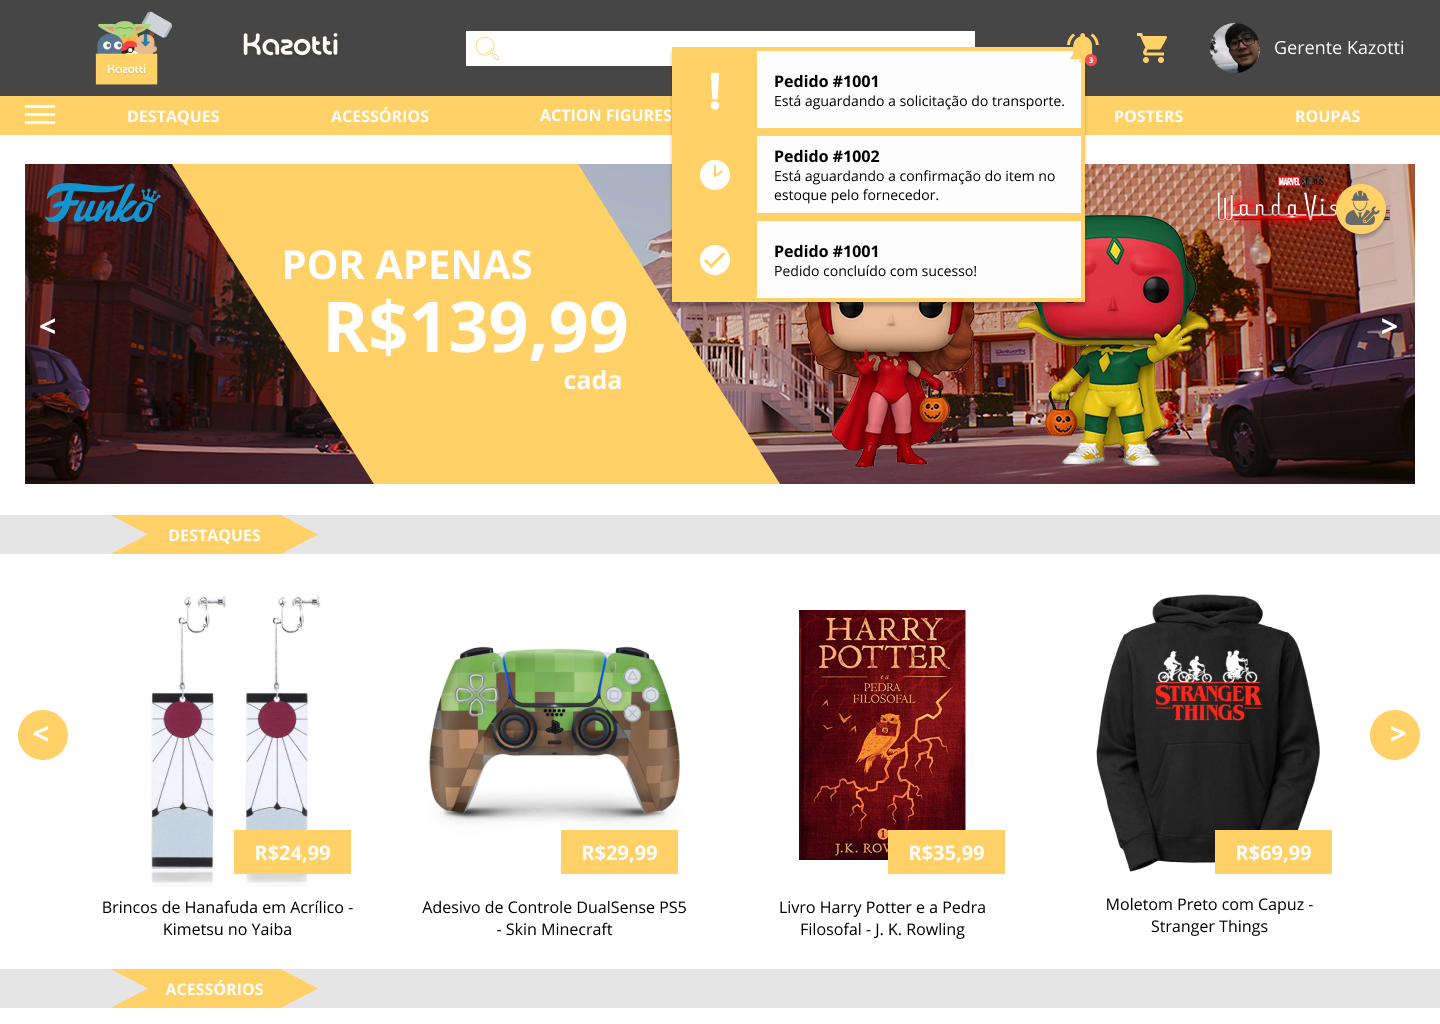 Kazotti
Kazotti
3
Gerente Kazotti
DESTAQUES
ACESSÓRIOS
ACTION FIGURES
POSTERS
ROUPAS
!
Pedido #1001
Está aguardando a solicitação do transporte.
Pedido #1002
Está aguardando a confirmação do item no
estoque pelo fornecedor.
Pedido #1001
Pedido concluído com sucesso!
Funko
POR APENAS
R$139,99
cada
MARVEL
WandaVis
<
>
DESTAQUES
HARRY
POTTER
e a
PEDRA
FILOSOFAL
1
J.K. ROW
STRANGER
THINGS
<
>
R$24,99
R$29,99
R$35,99
R$69,99
Brincos de Hanafuda em Acrílico -
Kimetsu no Yaiba
Adesivo de Controle DualSense PS5
- Skin Minecraft
Livro Harry Potter e a Pedra
Filosofal - J. K. Rowling
Moletom Preto com Capuz -
Stranger Things
ACESSÓRIOS